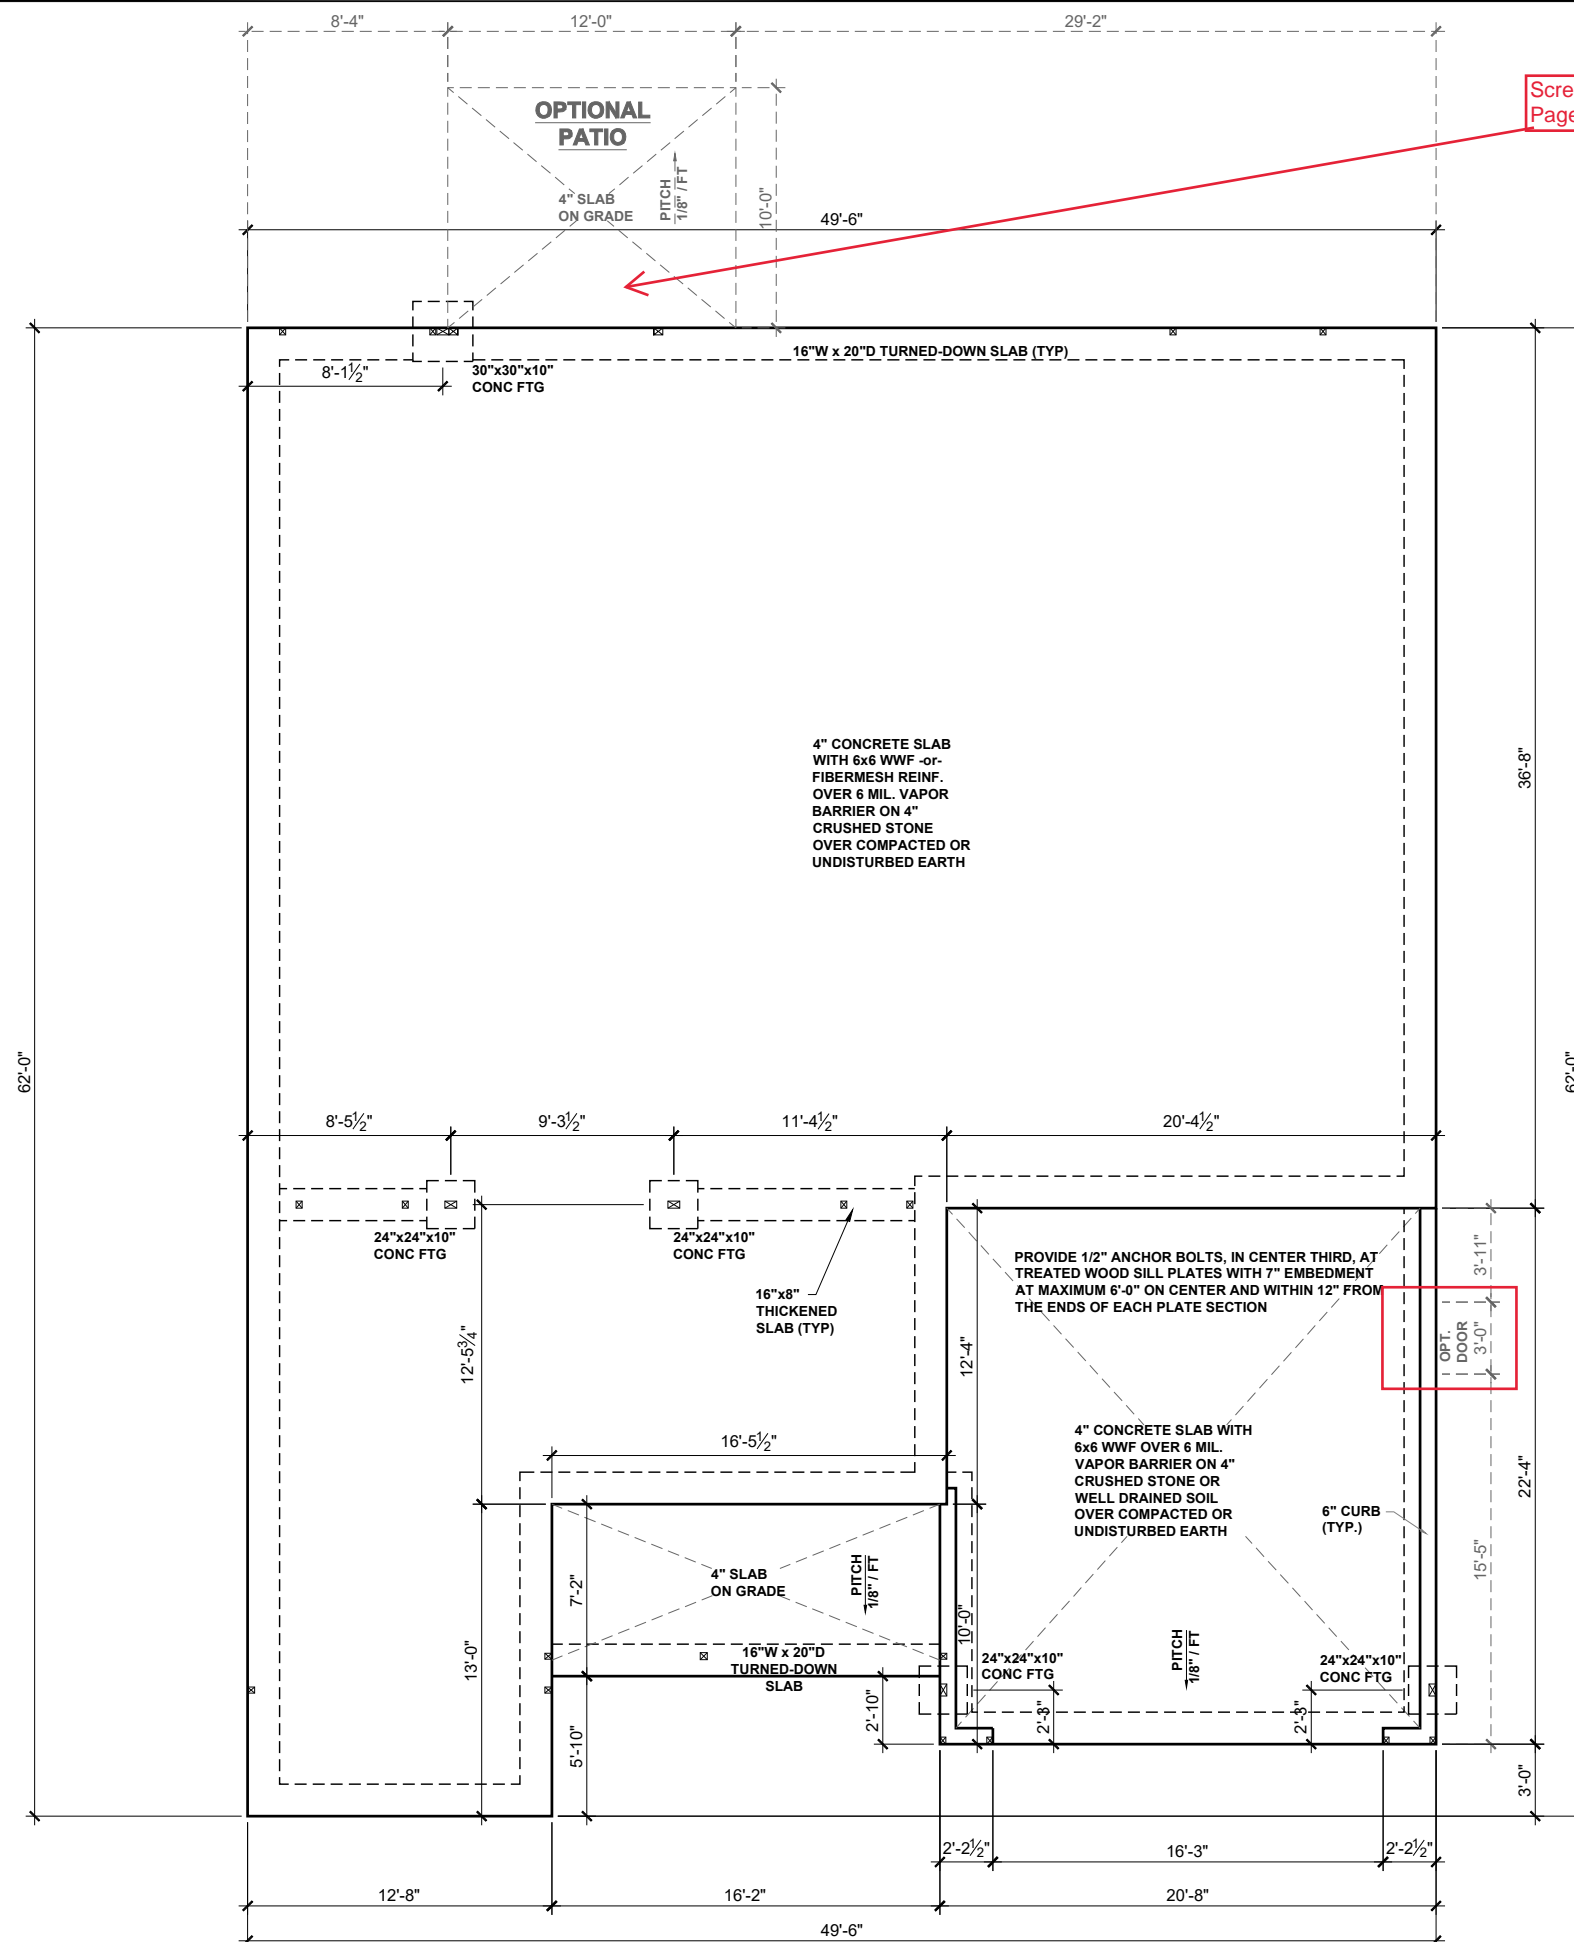 8'-4"
12'-0"
29'-2"
Scre
Page
OPTIONAL
PATIO
4" SLAB
ON GRADE
PITCH
1/8" / FT
10'-0"
49'-6"
16"W x 20"D TURNED-DOWN SLAB (TYP)
8'-1½"
30"x30"x10"
CONC FTG
4" CONCRETE SLAB
WITH 6x6 WWF -or-
FIBERMESH REINF.
OVER 6 MIL. VAPOR
BARRIER ON 4"
CRUSHED STONE
OVER COMPACTED OR
UNDISTURBED EARTH
36'-8"
62'-0"
62'-0"
8'-5½"
9'-3½"
11'-4½"
20'-4½"
24"x24"x10"
CONC FTG
24"x24"x10"
CONC FTG
16"x8"
THICKENED
SLAB (TYP)
PROVIDE 1/2" ANCHOR BOLTS, IN CENTER THIRD, AT
TREATED WOOD SILL PLATES WITH 7" EMBEDMENT
AT MAXIMUM 6'-0" ON CENTER AND WITHIN 12" FROM
THE ENDS OF EACH PLATE SECTION
3'-11"
OPT.
DOOR
3'-0"
12'-5¾"
12'-4"
16'-5½"
4" CONCRETE SLAB WITH
6x6 WWF OVER 6 MIL.
VAPOR BARRIER ON 4"
CRUSHED STONE OR
WELL DRAINED SOIL
OVER COMPACTED OR
UNDISTURBED EARTH
6" CURB
(TYP.)
22'-4"
15'-5"
4" SLAB
ON GRADE
PITCH
1/8" / FT
7'-2"
13'-0"
16"W x 20"D
TURNED-DOWN
SLAB
10'-0"
24"x24"x10"
CONC FTG
PITCH
1/8" / FT
24"x24"x10"
CONC FTG
2'-10"
2'-3"
2'-3"
5'-10"
3'-0"
2'-2½"
16'-3"
2'-2½"
12'-8"
16'-2"
20'-8"
49'-6"